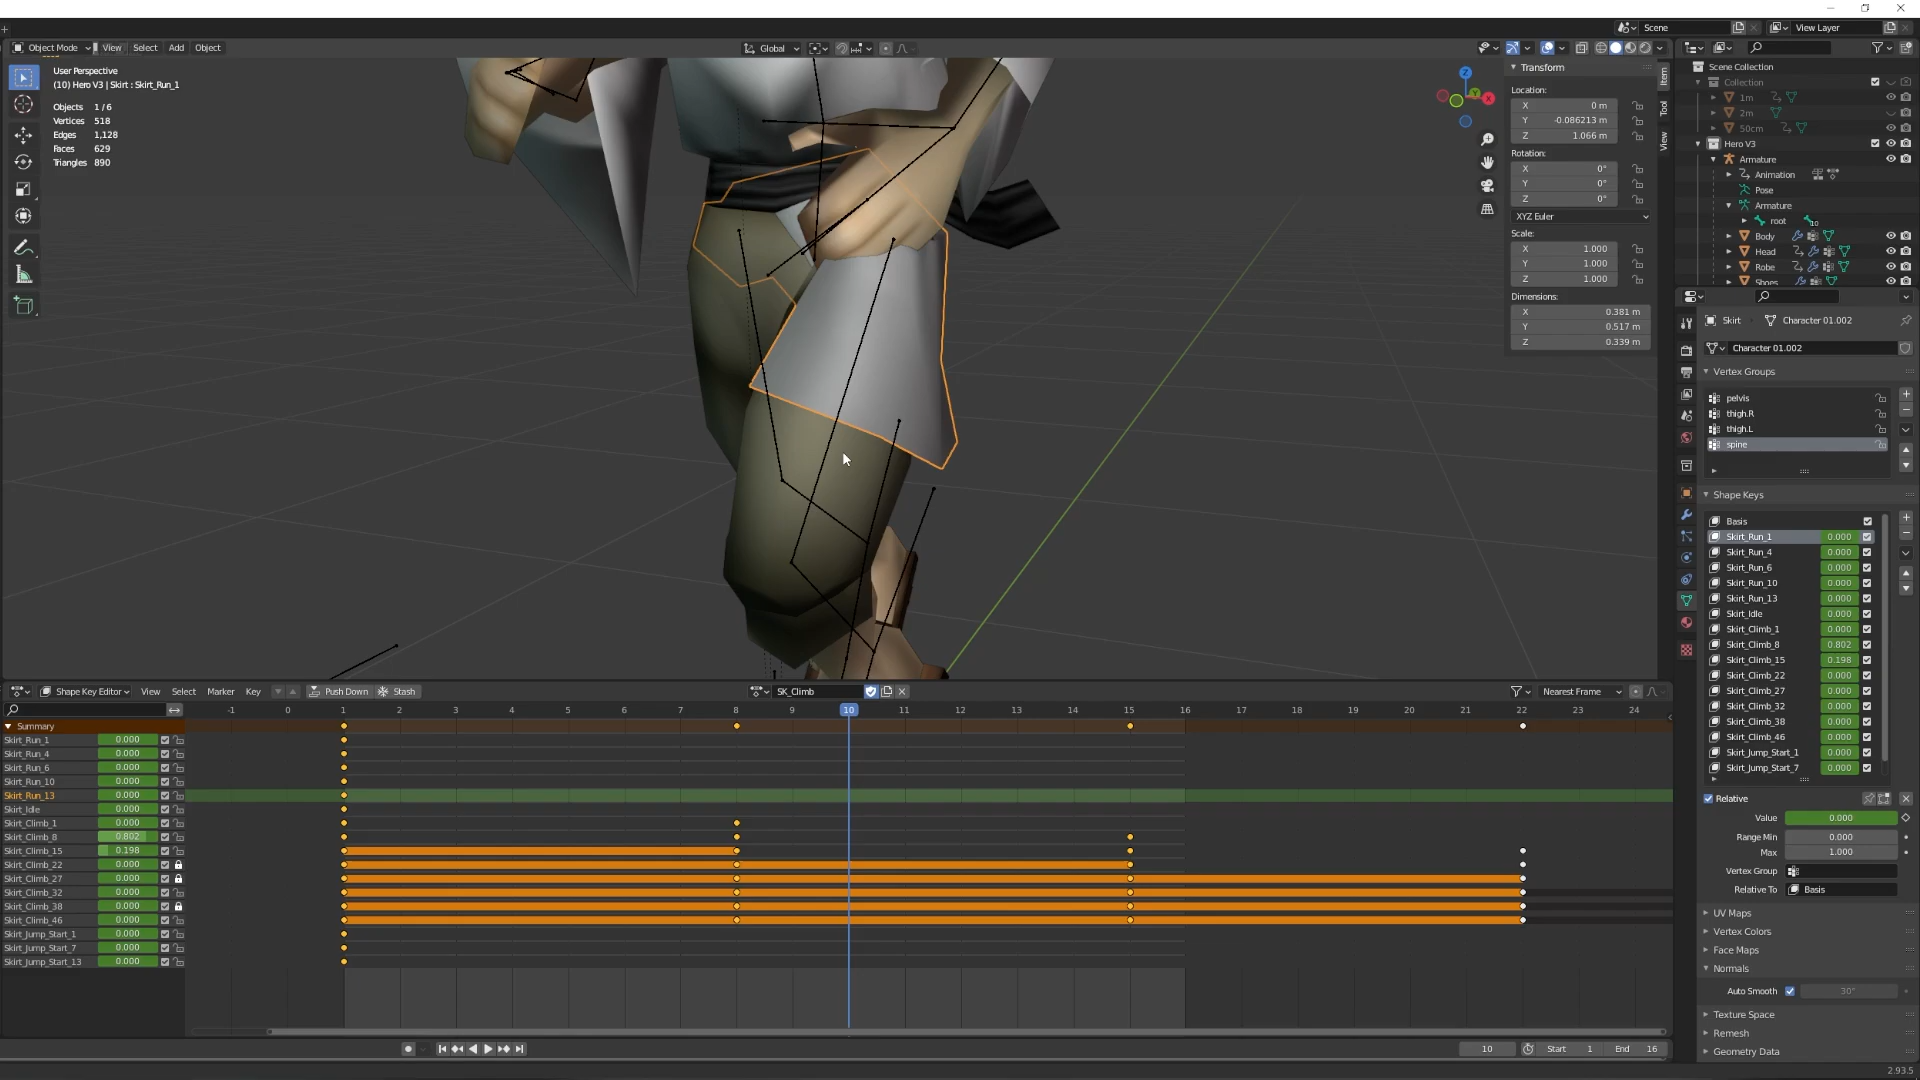 Scene
View Layer
Object Mode View Select Add Object
Global
User Perspective
(10) Hero V3 | Skirt : Skirt_Run_1
Objects 1/6
Vertices 518
Edges 1,128
Faces 629
Triangles 890
Z
Y
X
Transform
Location:
X 0 m
Y -0.086213 m
Z 1.066 m
Rotation:
X 0°
Y 0°
Z 0°
XYZ Euler
Scale:
X 1.000
Y 1.000
Z 1.000
Dimensions:
X 0.381 m
Y 0.517 m
Z 0.339 m
Item
Tool
View
Scene Collection
Collection
1m
2m
50cm
Hero V3
Armature
Animation
Pose
Armature
root 10
Body
Head
Robe
Shoes
Skirt Character 01.002
Character 01.002
Vertex Groups
pelvis
thigh.R
thigh.L
spine
Shape Keys
Basis
Skirt_Run_1 0.000
Skirt_Run_4 0.000
Skirt_Run_6 0.000
Skirt_Run_10 0.000
Skirt_Run_13 0.000
Skirt_Idle 0.000
Skirt_Climb_1 0.000
Skirt_Climb_8 0.802
Skirt_Climb_15 0.198
Skirt_Climb_22 0.000
Skirt_Climb_27 0.000
Skirt_Climb_32 0.000
Skirt_Climb_38 0.000
Skirt_Climb_46 0.000
Skirt_Jump_Start_1 0.000
Skirt_Jump_Start_7 0.000
Relative
Value 0.000
Range Min 0.000
Max 1.000
Vertex Group
Relative To Basis
UV Maps
Vertex Colors
Face Maps
Normals
Auto Smooth 30°
Texture Space
Remesh
Geometry Data
2.93.5
Shape Key Editor View Select Marker Key Push Down Stash SK_Climb Nearest Frame
-1 0 1 2 3 4 5 6 7 8 9 10 11 12 13 14 15 16 17 18 19 20 21 22 23 24
Summary
Skirt_Run_1 0.000
Skirt_Run_4 0.000
Skirt_Run_6 0.000
Skirt_Run_10 0.000
Skirt_Run_13 0.000
Skirt_Idle 0.000
Skirt_Climb_1 0.000
Skirt_Climb_8 0.802
Skirt_Climb_15 0.198
Skirt_Climb_22 0.000
Skirt_Climb_27 0.000
Skirt_Climb_32 0.000
Skirt_Climb_38 0.000
Skirt_Climb_46 0.000
Skirt_Jump_Start_1 0.000
Skirt_Jump_Start_7 0.000
Skirt_Jump_Start_13 0.000
10 Start 1 End 16